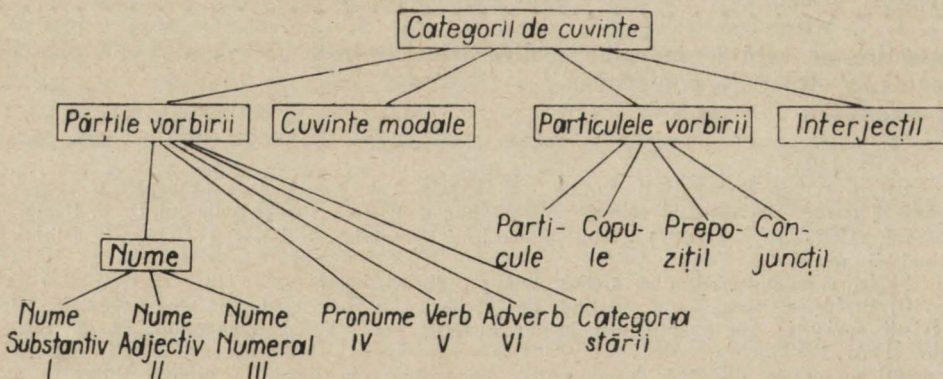 Categorii de cuvinte
Părțile vorbirii Cuvinte modale Particulele vorbirii Interjecții
Parti- Copu- Prepo- Con-
cule le ziții juncții
Nume
Nume Nume Nume Pronume Verb Adverb Categoria
Substantiv Adjectiv Numeral IV V VI stării
I II III